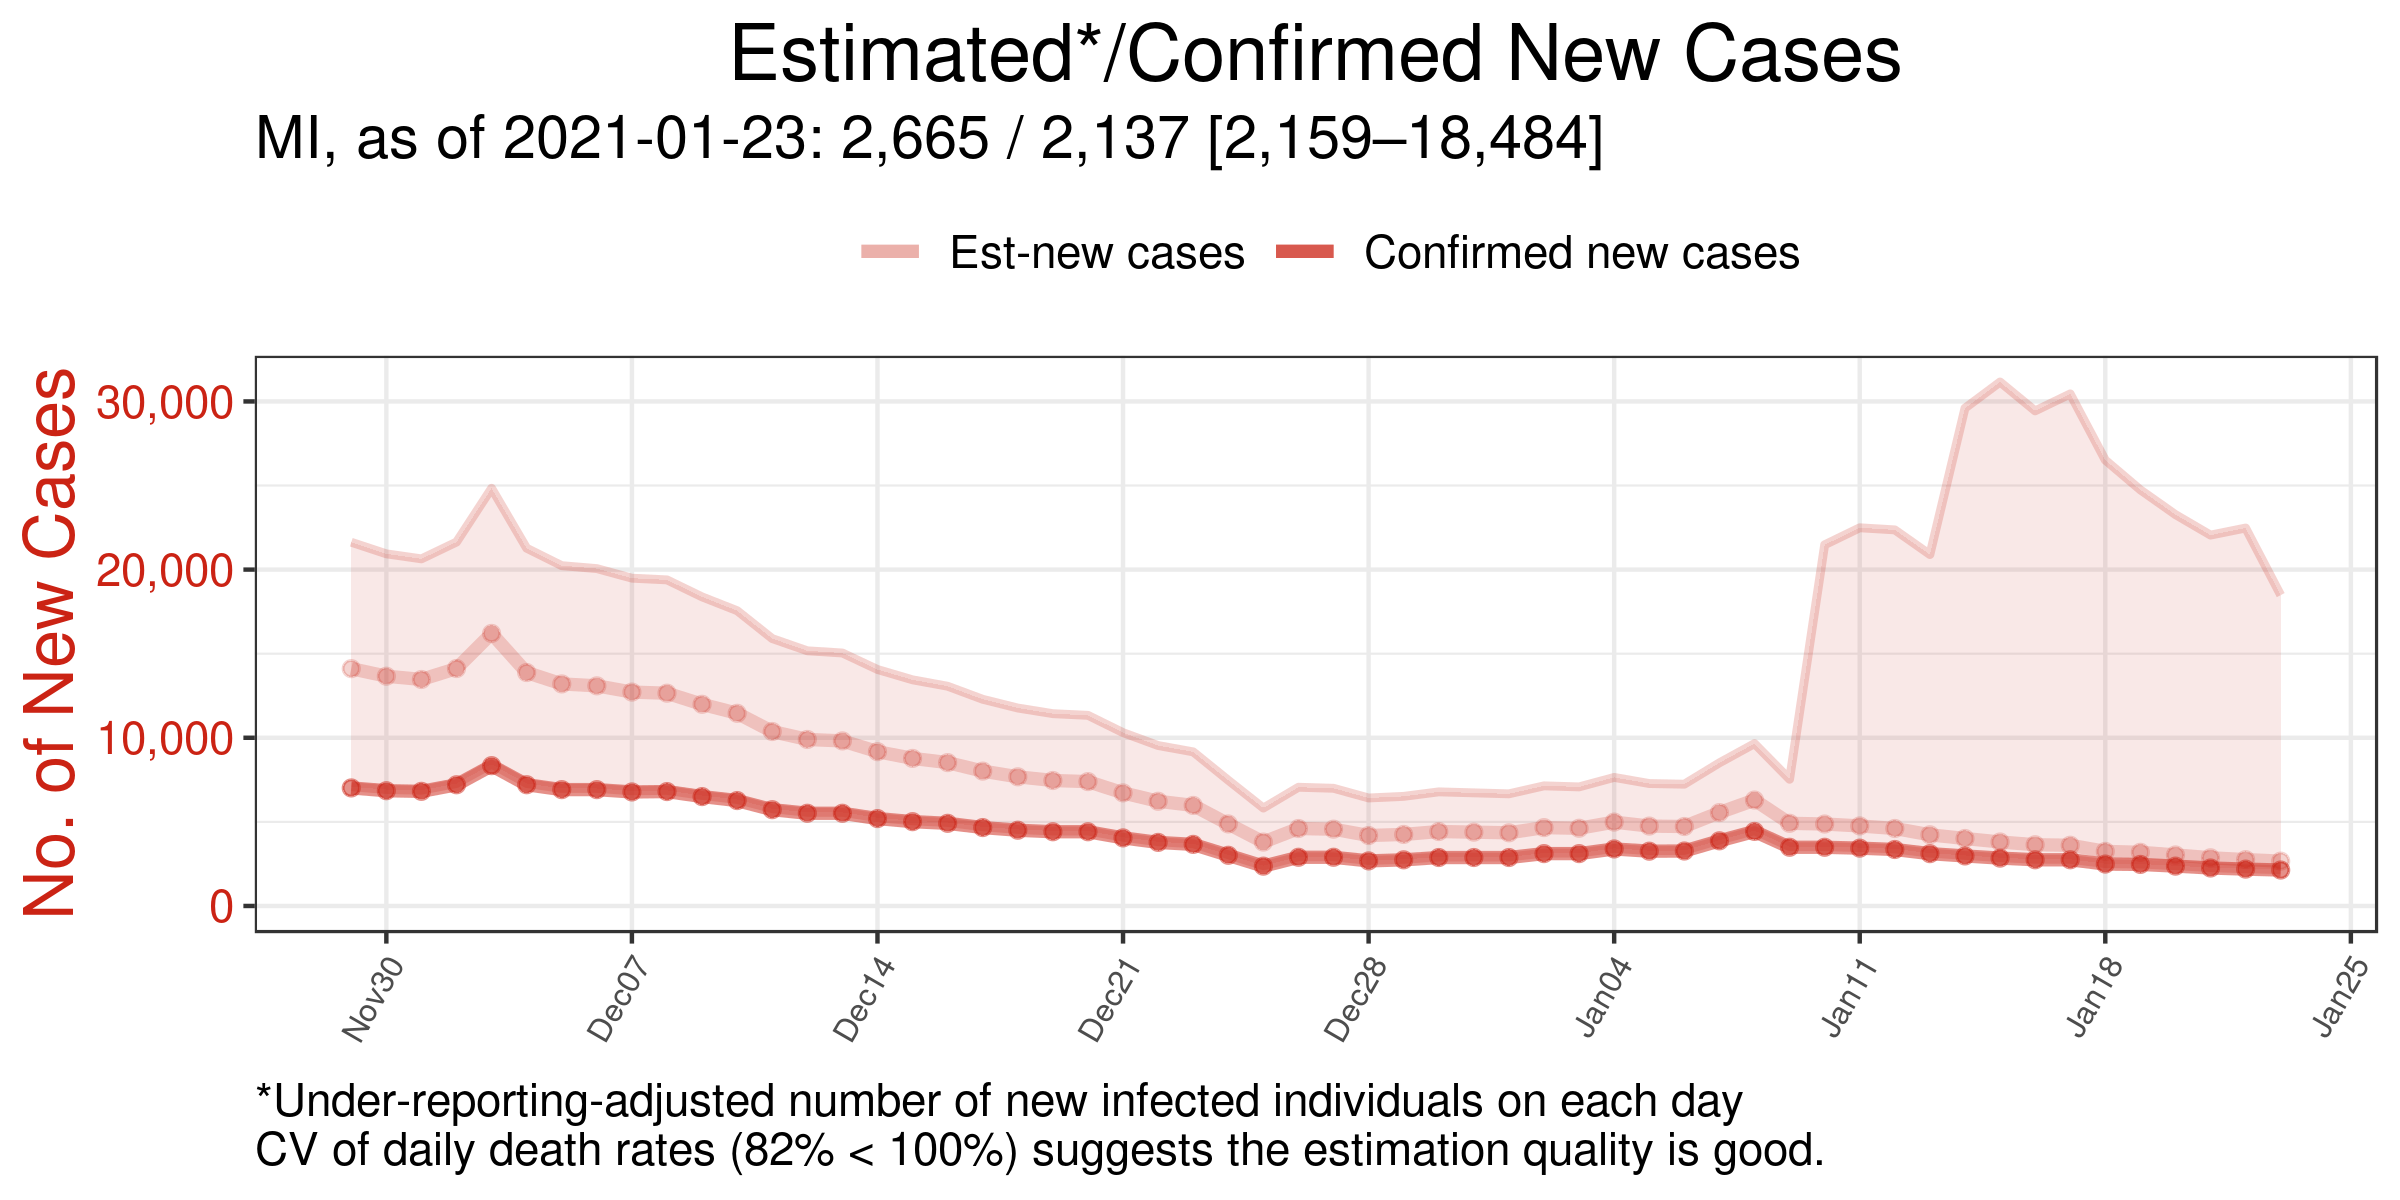 Estimated*/Confirmed New Cases
MI, as of 2021-01-23: 2,665 / 2,137 [2,159–18,484]
Est-new cases
Confirmed new cases
No. of New Cases
30,000
20,000
10,000
0
Nov30
Dec07
Dec14
Dec21
Dec28
Jan04
Jan11
Jan18
Jan25
*Under-reporting-adjusted number of new infected individuals on each day
CV of daily death rates (82% < 100%) suggests the estimation quality is good.